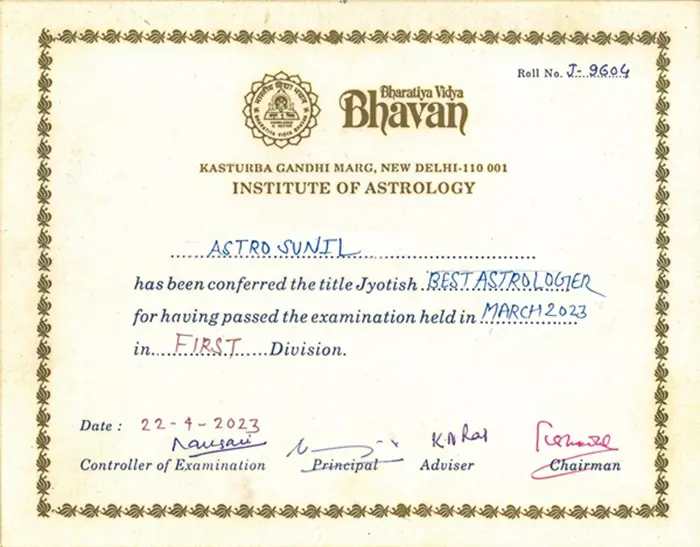 Roll No. J-9604
Bharatiya Vidya
Bhavan
KASTURBA GANDHI MARG, NEW DELHI-110 001
INSTITUTE OF ASTROLOGY
ASTRO SUNIL
has been conferred the title Jyotish BEST ASTROLOGIER
for having passed the examination held in MARCH 2023
in FIRST Division.
Date : 22-4-2023
K.N.Rao
Controller of Examination Principal Adviser Chairman